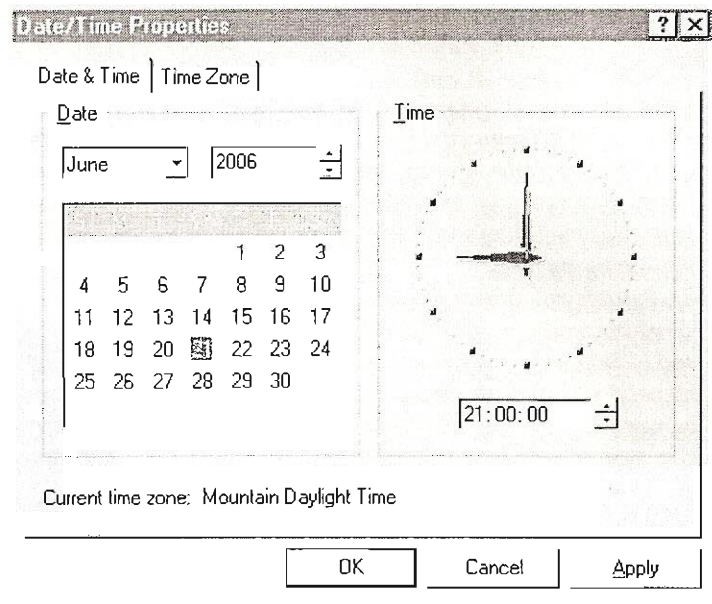 Date/Time Properties
? ×
Date & Time Time Zone
Date
June 2006
1 2 3
4 5 6 7 8 9 10
11 12 13 14 15 16 17
18 19 20 21 22 23 24
25 26 27 28 29 30
Time
21:00:00
Current time zone: Mountain Daylight Time
OK Cancel Apply